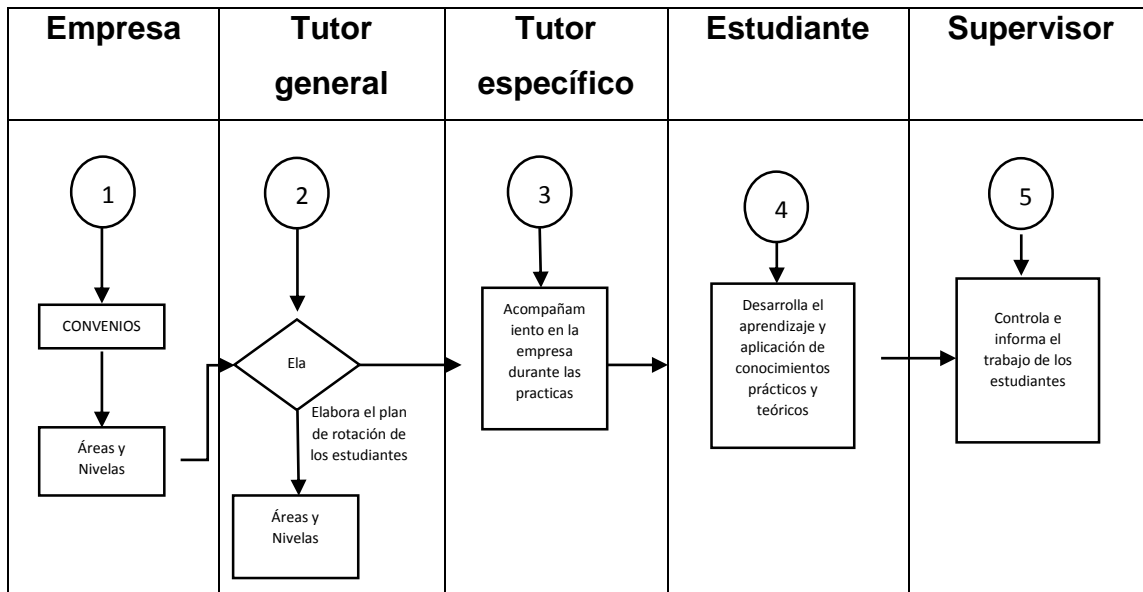 Empresa
Tutor
general
Tutor
específico
Estudiante
Supervisor
1
CONVENIOS
Áreas y
Nivelas
2
Ela
Elabora el plan
de rotación de
los estudiantes
Áreas y
Nivelas
3
Acompañam
iento en la
empresa
durante las
practicas
4
Desarrolla el
aprendizaje y
aplicación de
conocimientos
prácticos y
teóricos
5
Controla e
informa el
trabajo de los
estudiantes